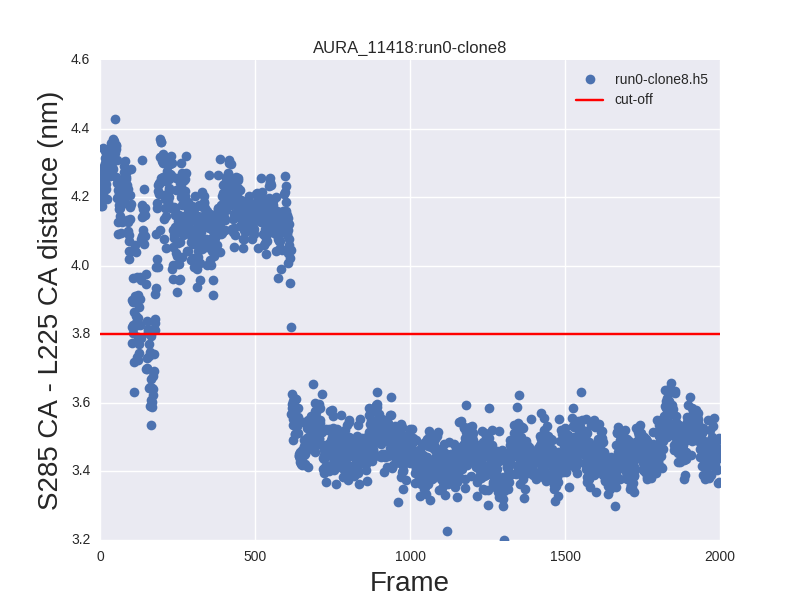 AURA_11418:run0-clone8
4.6
4.4
4.2
4.0
3.8
3.6
3.4
3.2
S285 CA - L225 CA distance (nm)
run0-clone8.h5
cut-off
0
500
1000
1500
2000
Frame